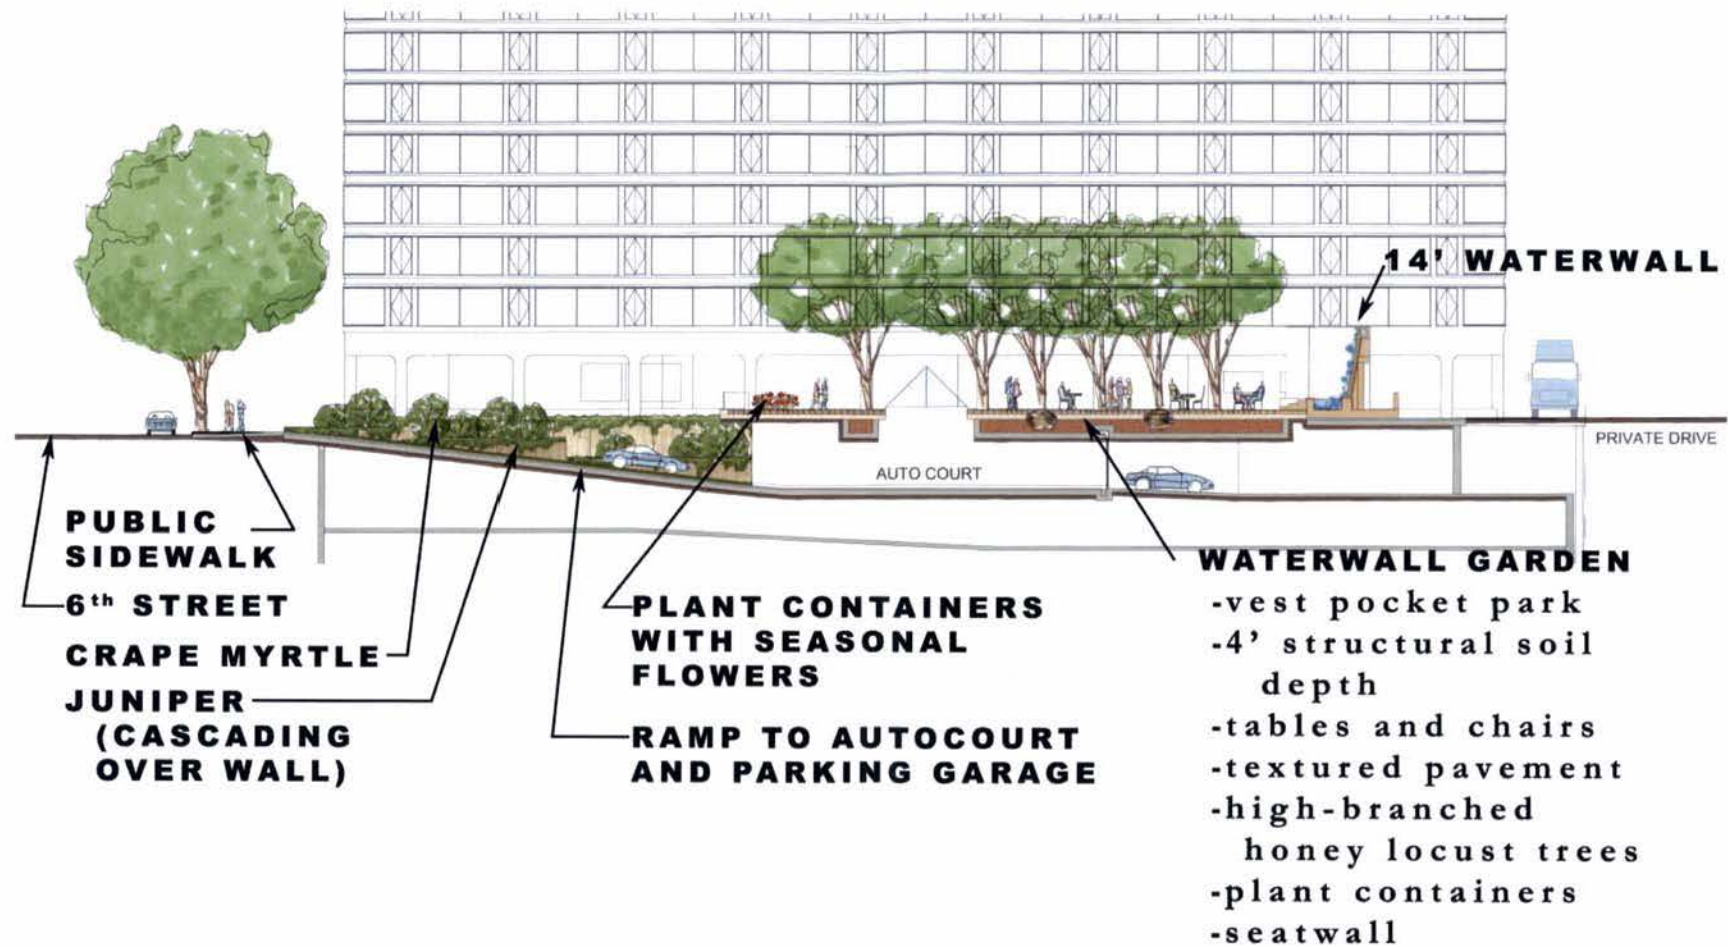 14' WATERWALL
PRIVATE DRIVE
AUTO COURT
PUBLIC
SIDEWALK
6th STREET
CRAPE MYRTLE
JUNIPER
(CASCADING
OVER WALL)
PLANT CONTAINERS
WITH SEASONAL
FLOWERS
RAMP TO AUTOCOURT
AND PARKING GARAGE
WATERWALL GARDEN
-vest pocket park
-4' structural soil
depth
-tables and chairs
-textured pavement
-high-branched
honey locust trees
-plant containers
-seatwall